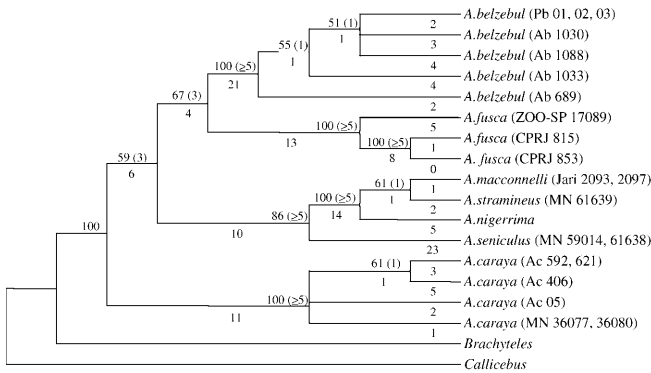 A.belzebul (Pb 01, 02, 03)
51 (1)
1
2
A.belzebul (Ab 1030)
3
55 (1)
1
A.belzebul (Ab 1088)
4
100 (≥5)
21
A.belzebul (Ab 1033)
4
67 (3)
4
A.belzebul (Ab 689)
2
A.fusca (ZOO-SP 17089)
5
100 (≥5)
13
A.fusca (CPRJ 815)
1
100 (≥5)
8
A. fusca (CPRJ 853)
0
59 (3)
6
A.macconnelli (Jari 2093, 2097)
1
61 (1)
1
A.stramineus (MN 61639)
2
100 (≥5)
14
A.nigerrima
5
86 (≥5)
10
A.seniculus (MN 59014, 61638)
23
100
A.caraya (Ac 592, 621)
3
61 (1)
1
A.caraya (Ac 406)
5
100 (≥5)
11
A.caraya (Ac 05)
2
A.caraya (MN 36077, 36080)
1
Brachyteles
Callicebus